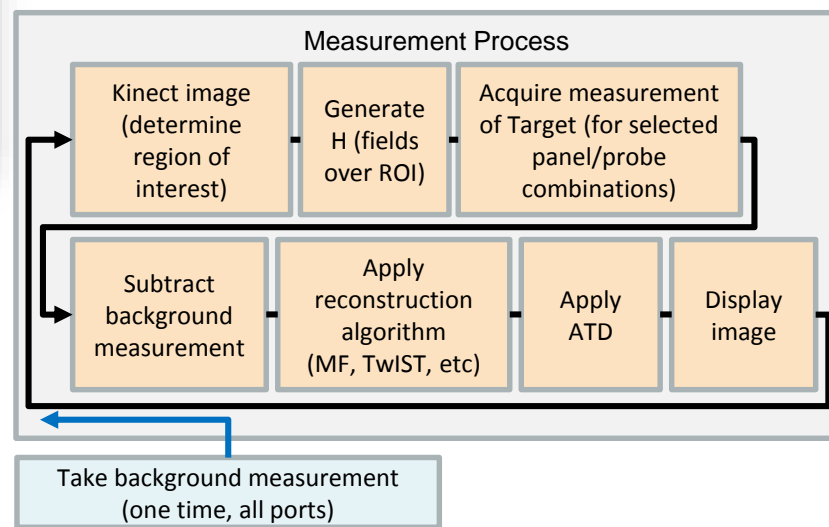 Measurement Process
Kinect image
(determine
region of
interest)
Generate
H (fields
over ROI)
Acquire measurement
of Target (for selected
panel/probe
combinations)
Subtract
background
measurement
Apply
reconstruction
algorithm
(MF, TwIST, etc)
Apply
ATD
Display
image
Take background measurement
(one time, all ports)